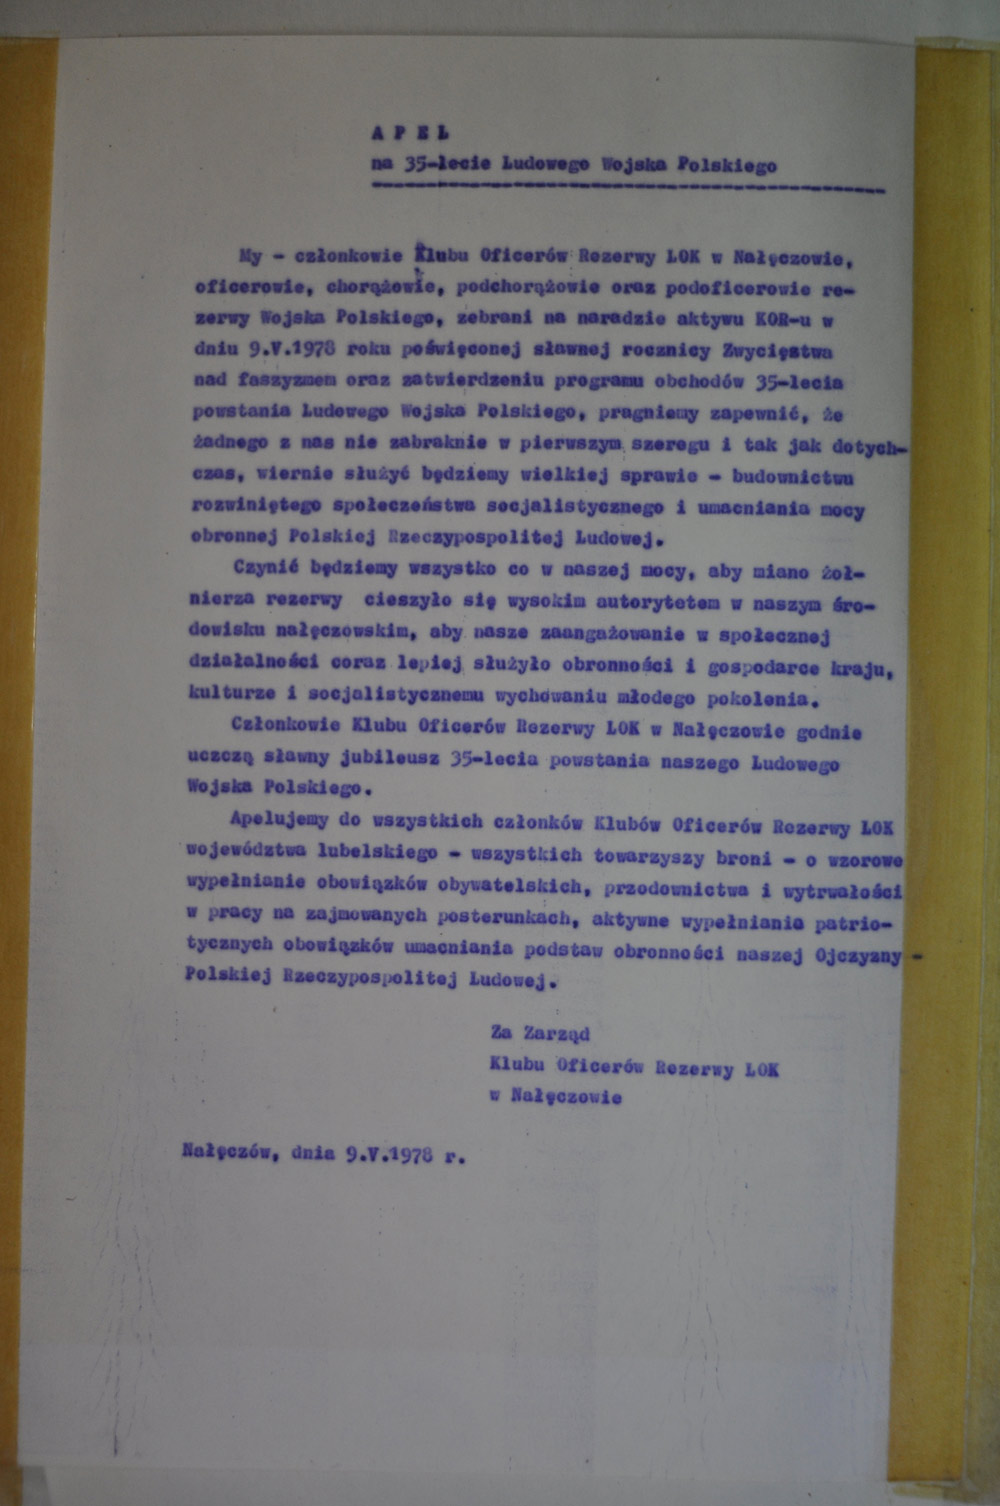 A P E L
na 35-lecie Ludowego Wojska Polskiego
My - członkowie Klubu Oficerów Rezerwy LOK w Nałęczowie,
oficerowie, chorążowie, podchorążowie oraz podoficerowie re-
zerwy Wojska Polskiego, zebrani na naradzie aktywu KOR-u w
dniu 9.V.1978 roku poświęconej sławnej rocznicy Zwycięstwa
nad faszyzmem oraz zatwierdzeniu programu obchodów 35-lecia
powstania Ludowego Wojska Polskiego, pragniemy zapewnić, że
żadnego z nas nie zabraknie w pierwszym szeregu i tak jak dotych-
czas, wiernie służyć będziemy wielkiej sprawie - budownictwu
rozwiniętego społeczeństwa socjalistycznego i umacniania mocy
obronnej Polskiej Rzeczypospolitej Ludowej.
Czynić będziemy wszystko co w naszej mocy, aby miano żoł-
nierza rezerwy cieszyło się wysokim autorytetem w naszym śro-
dowisku nałęczowskim, aby nasze zaangażowanie w społecznej
działalności coraz lepiej służyło obronności i gospodarce kraju,
kulturze i socjalistycznemu wychowaniu młodego pokolenia.
Członkowie Klubu Oficerów Rezerwy LOK w Nałęczowie godnie
uczczą sławny jubileusz 35-lecia powstania naszego Ludowego
Wojska Polskiego.
Apelujemy do wszystkich członków Klubów Oficerów Rezerwy LOK
województwa lubelskiego - wszystkich towarzyszy broni - o wzorowe
wypełnianie obowiązków obywatelskich, przodownictwa i wytrwałości
w pracy na zajmowanych posterunkach, aktywne wypełniania patrio-
tycznych obowiązków umacniania podstaw obronności naszej Ojczyzny -
Polskiej Rzeczypospolitej Ludowej.
Za Zarząd
Klubu Oficerów Rezerwy LOK
w Nałęczowie
Nałęczów, dnia 9.V.1978 r.